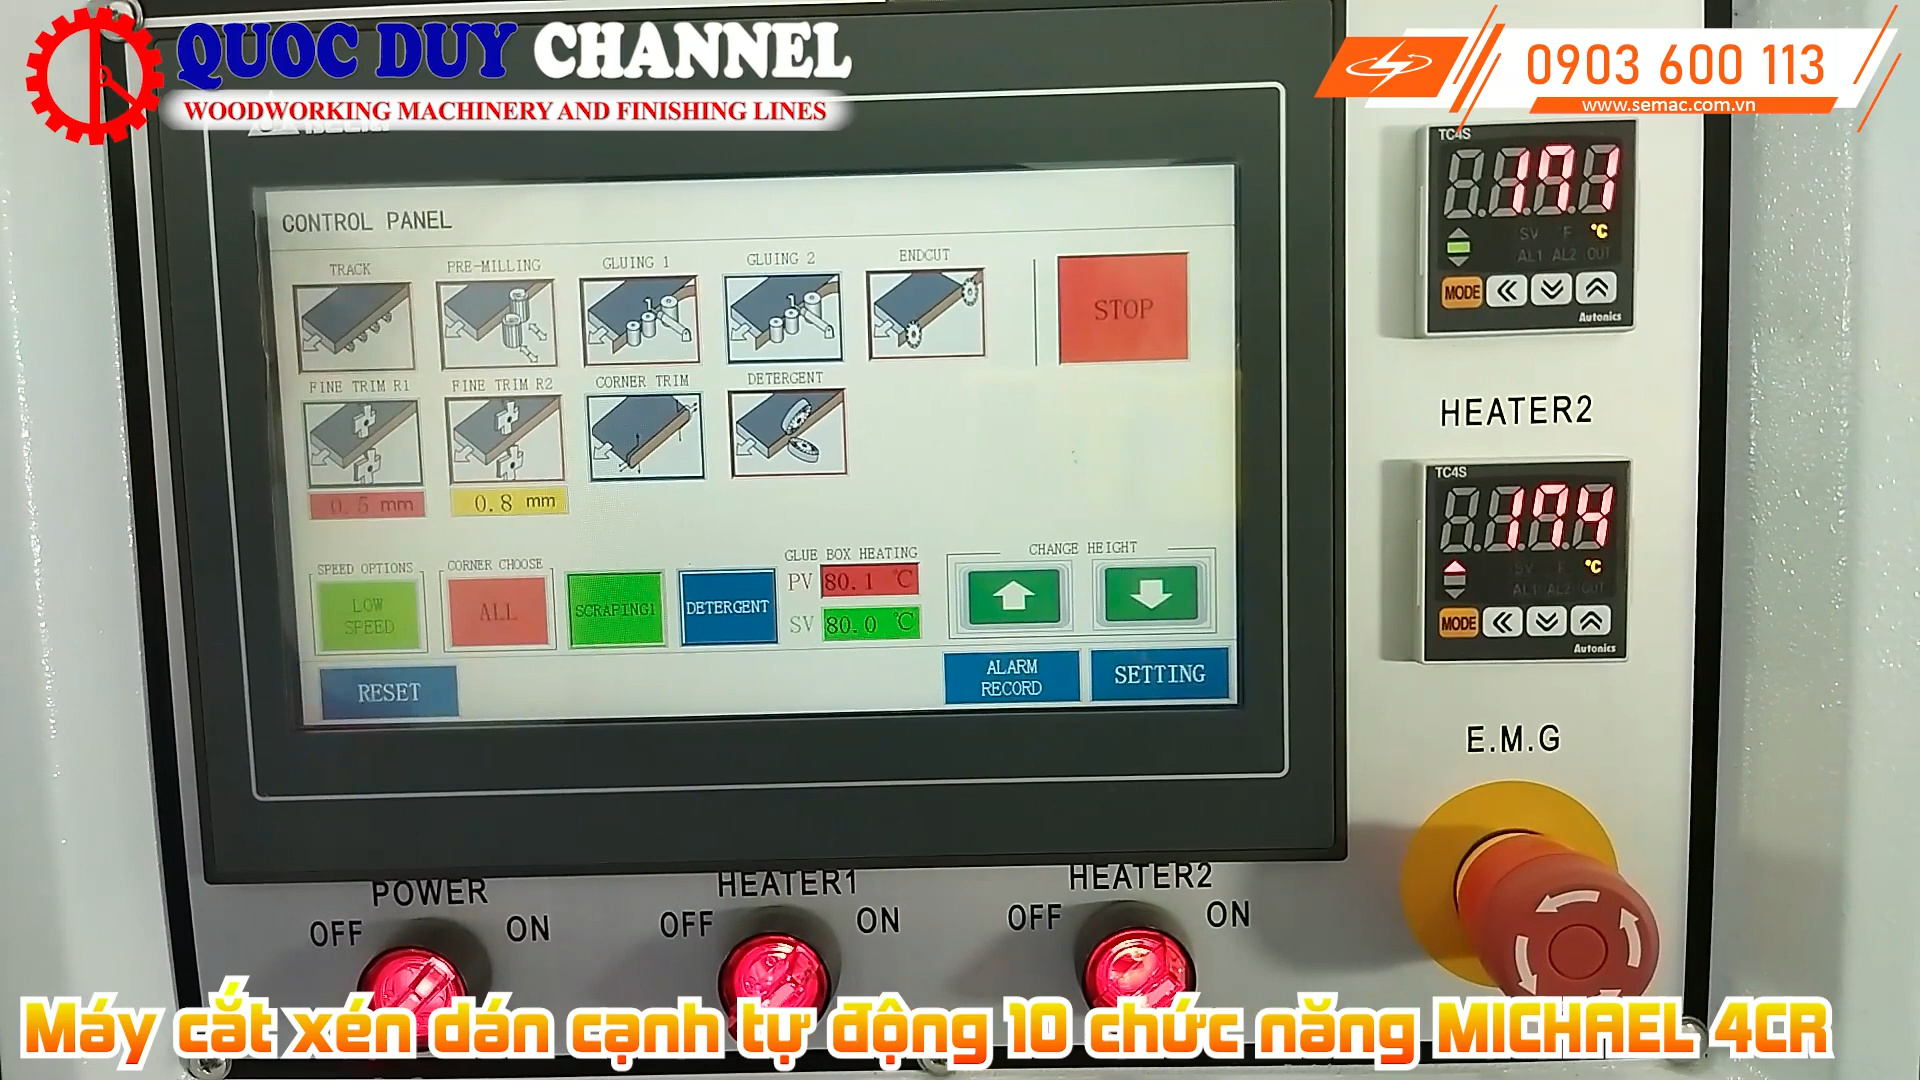 QUOC DUY CHANNEL
WOODWORKING MACHINERY AND FINISHING LINES
0903 600 113
www.semac.com.vn
CONTROL PANEL
TRACK
PRE-MILLING
GLUING 1
GLUING 2
ENDCUT
STOP
FINE TRIM R1
FINE TRIM R2
CORNER TRIM
DETERGENT
0.5 mm
0.8 mm
SPEED OPTIONS
LOW SPEED
CORNER CHOOSE
ALL
SCRAPING1
DETERGENT
GLUE BOX HEATING
PV 80.1 ℃
SV 80.0 ℃
CHANGE HEIGHT
RESET
ALARM RECORD
SETTING
TC4S
171
SV °F °C
AL1 AL2 OUT
MODE
Autonics
HEATER2
TC4S
174
SV °F °C
AL1 AL2 OUT
MODE
Autonics
E.M.G
POWER
OFF ON
HEATER1
OFF ON
HEATER2
OFF ON
Máy cắt xén dán cạnh tự động 10 chức năng MICHAEL 4CR